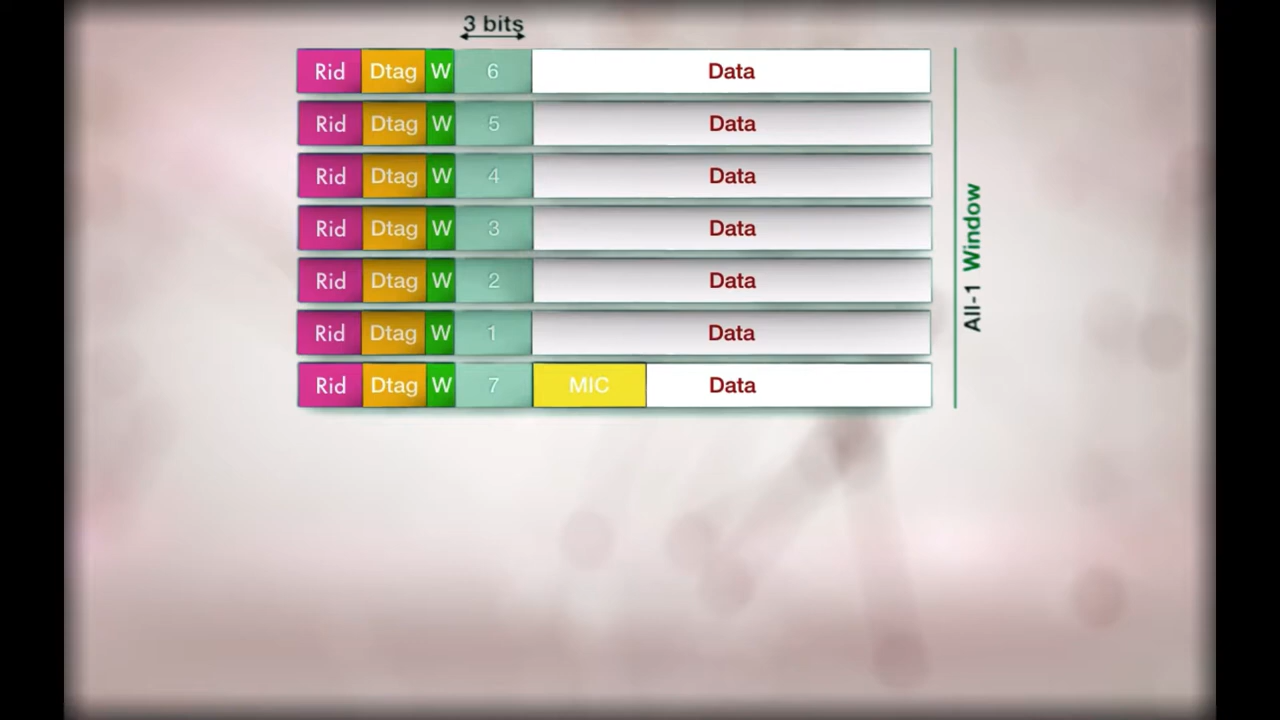 3 bits
Rid Dtag W 6 Data
Rid Dtag W 5 Data
Rid Dtag W 4 Data
Rid Dtag W 3 Data
Rid Dtag W 2 Data
Rid Dtag W 1 Data
Rid Dtag W 7 MIC Data
All-1 Window